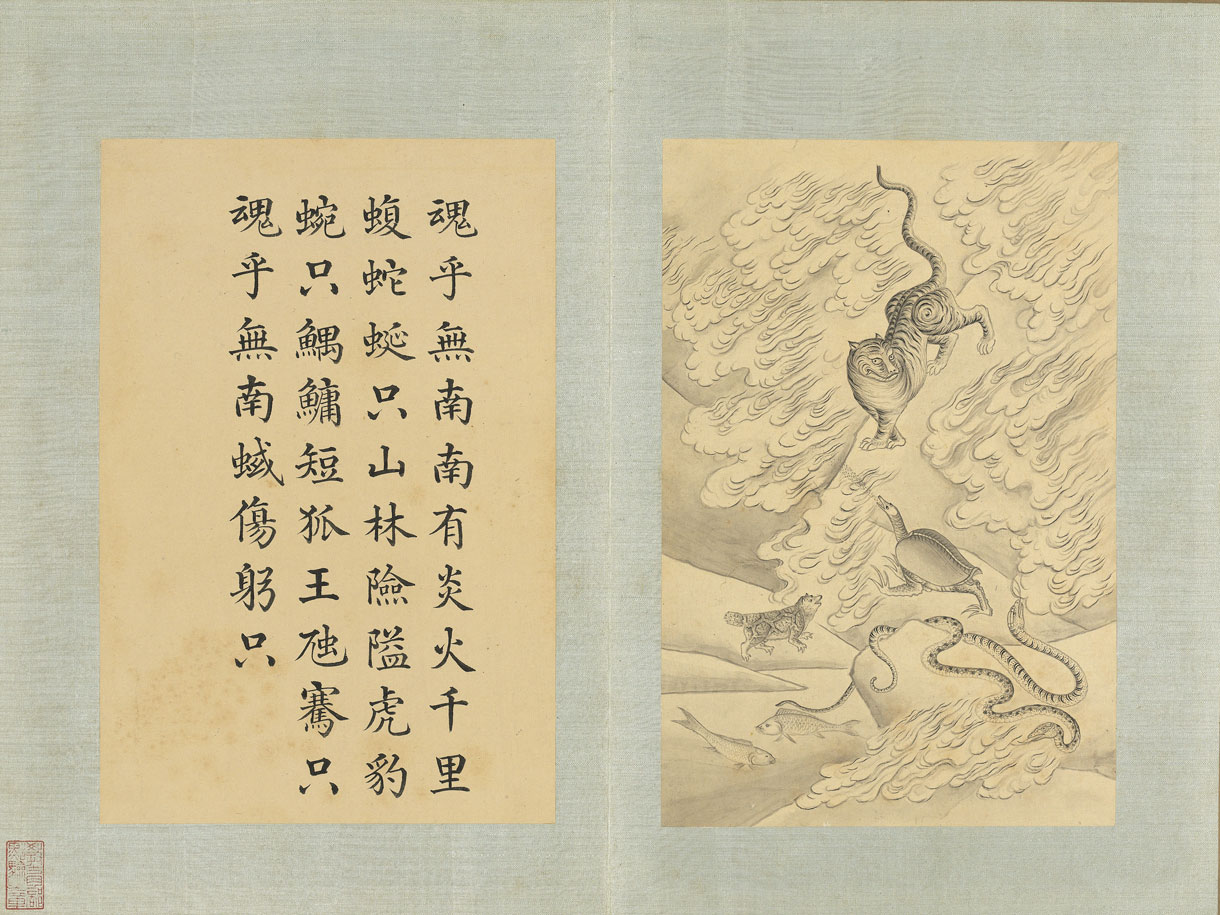 魂乎無南南有炎火千里
蝮蛇蜒只山林險隘虎豹
蜿只鰅鱅短狐王虺騫只
魂乎無南蜮傷躬只